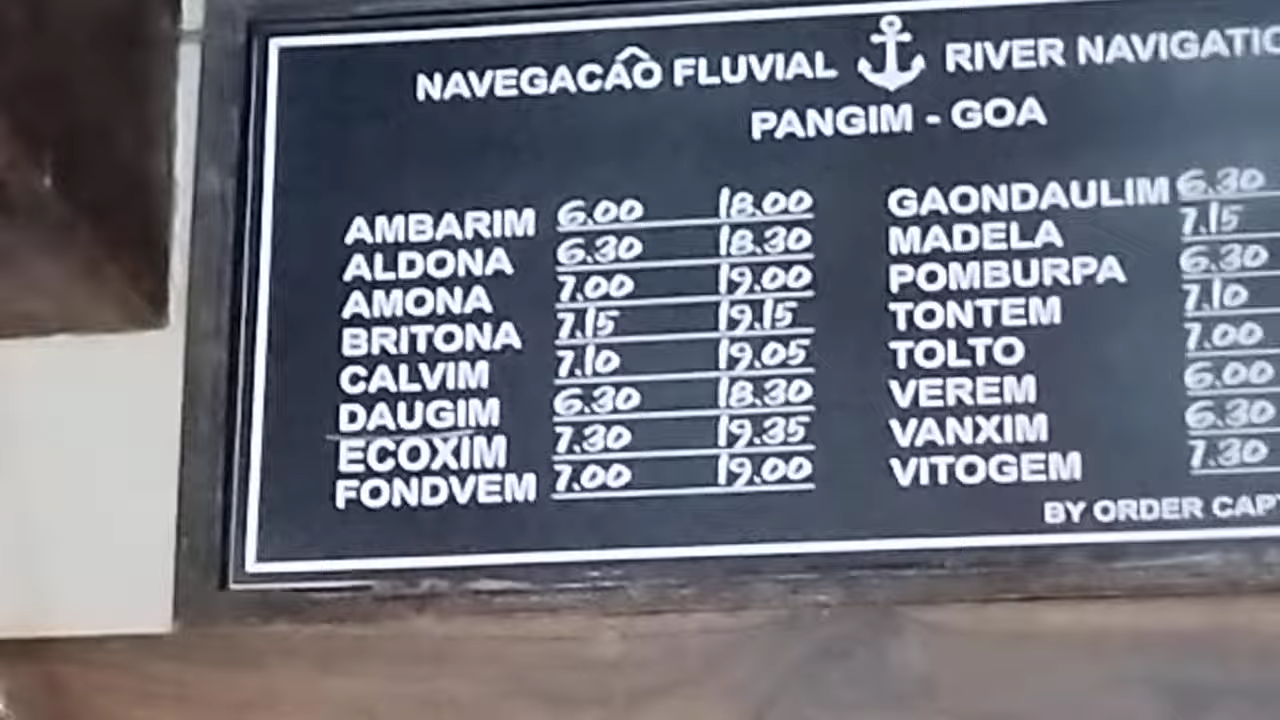 NAVEGACÂO FLUVIAL RIVER NAVIGATIO
PANGIM - GOA
AMBARIM 6.00 18.00
ALDONA 6.30 18.30
AMONA 7.00 19.00
BRITONA 7.15 19.15
CALVIM 7.10 19.05
DAUGIM 6.30 18.30
ECOXIM 7.30 19.35
FONDVEM 7.00 19.00
GAONDAULIM 6.30
MADELA 7.15
POMBURPA 6.30
TONTEM 7.10
TOLTO 7.00
VEREM 6.00
VANXIM 6.30
VITOGEM 7.30
BY ORDER CAPT